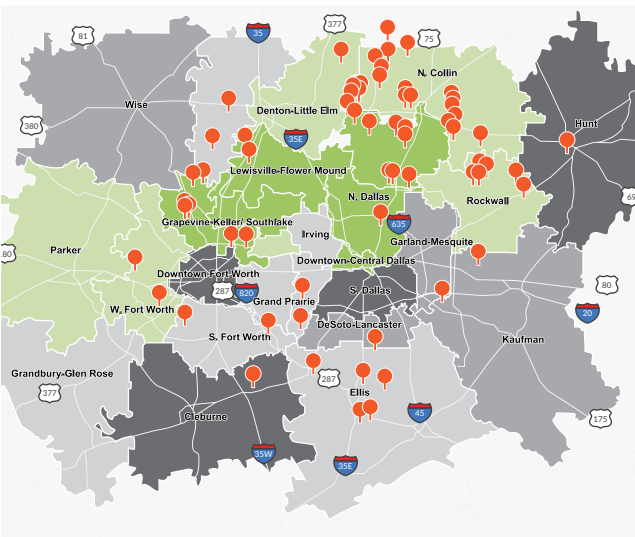 377
81
35
75
N. Collin
Wise
Denton-Little Elm
380
35E
Hunt
Lewisville-Flower Mound
N. Dallas
69
Rockwall
Grapevine-Keller/ Southlake
635
Irving
Garland-Mesquite
Parker
80
Downtown-Central Dallas
Downtown-Fort Worth
287
820
S. Dallas
80
Grand Prairie
W. Fort Worth
20
DeSoto-Lancaster
S. Fort Worth
Kaufman
Grandbury-Glen Rose
287
377
Ellis
Cleburne
45
175
35W
35E